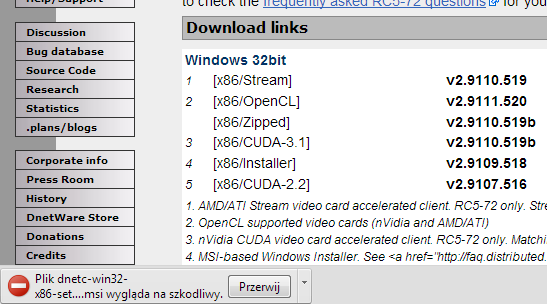 Help/Support
to check the frequently asked RC5-72 questions for you
Download links
Discussion
Bug database
Source Code
Research
Statistics
.plans/blogs
Corporate info
Press Room
History
DnetWare Store
Donations
Credits
Windows 32bit
1 [x86/Stream] v2.9110.519
2 [x86/OpenCL] v2.9111.520
[x86/Zipped] v2.9110.519b
3 [x86/CUDA-3.1] v2.9110.519b
4 [x86/Installer] v2.9109.518
5 [x86/CUDA-2.2] v2.9107.516
1. AMD/ATI Stream video card accelerated client. RC5-72 only. Stre
2. OpenCL supported video cards (nVidia and AMD/ATI)
3. nVidia CUDA video card accelerated client. RC5-72 only. Matchi
4. MSI-based Windows Installer. See <a href="http://faq.distributed.
Plik dnetc-win32-
x86-set....msi wygląda na szkodliwy.
Przerwij